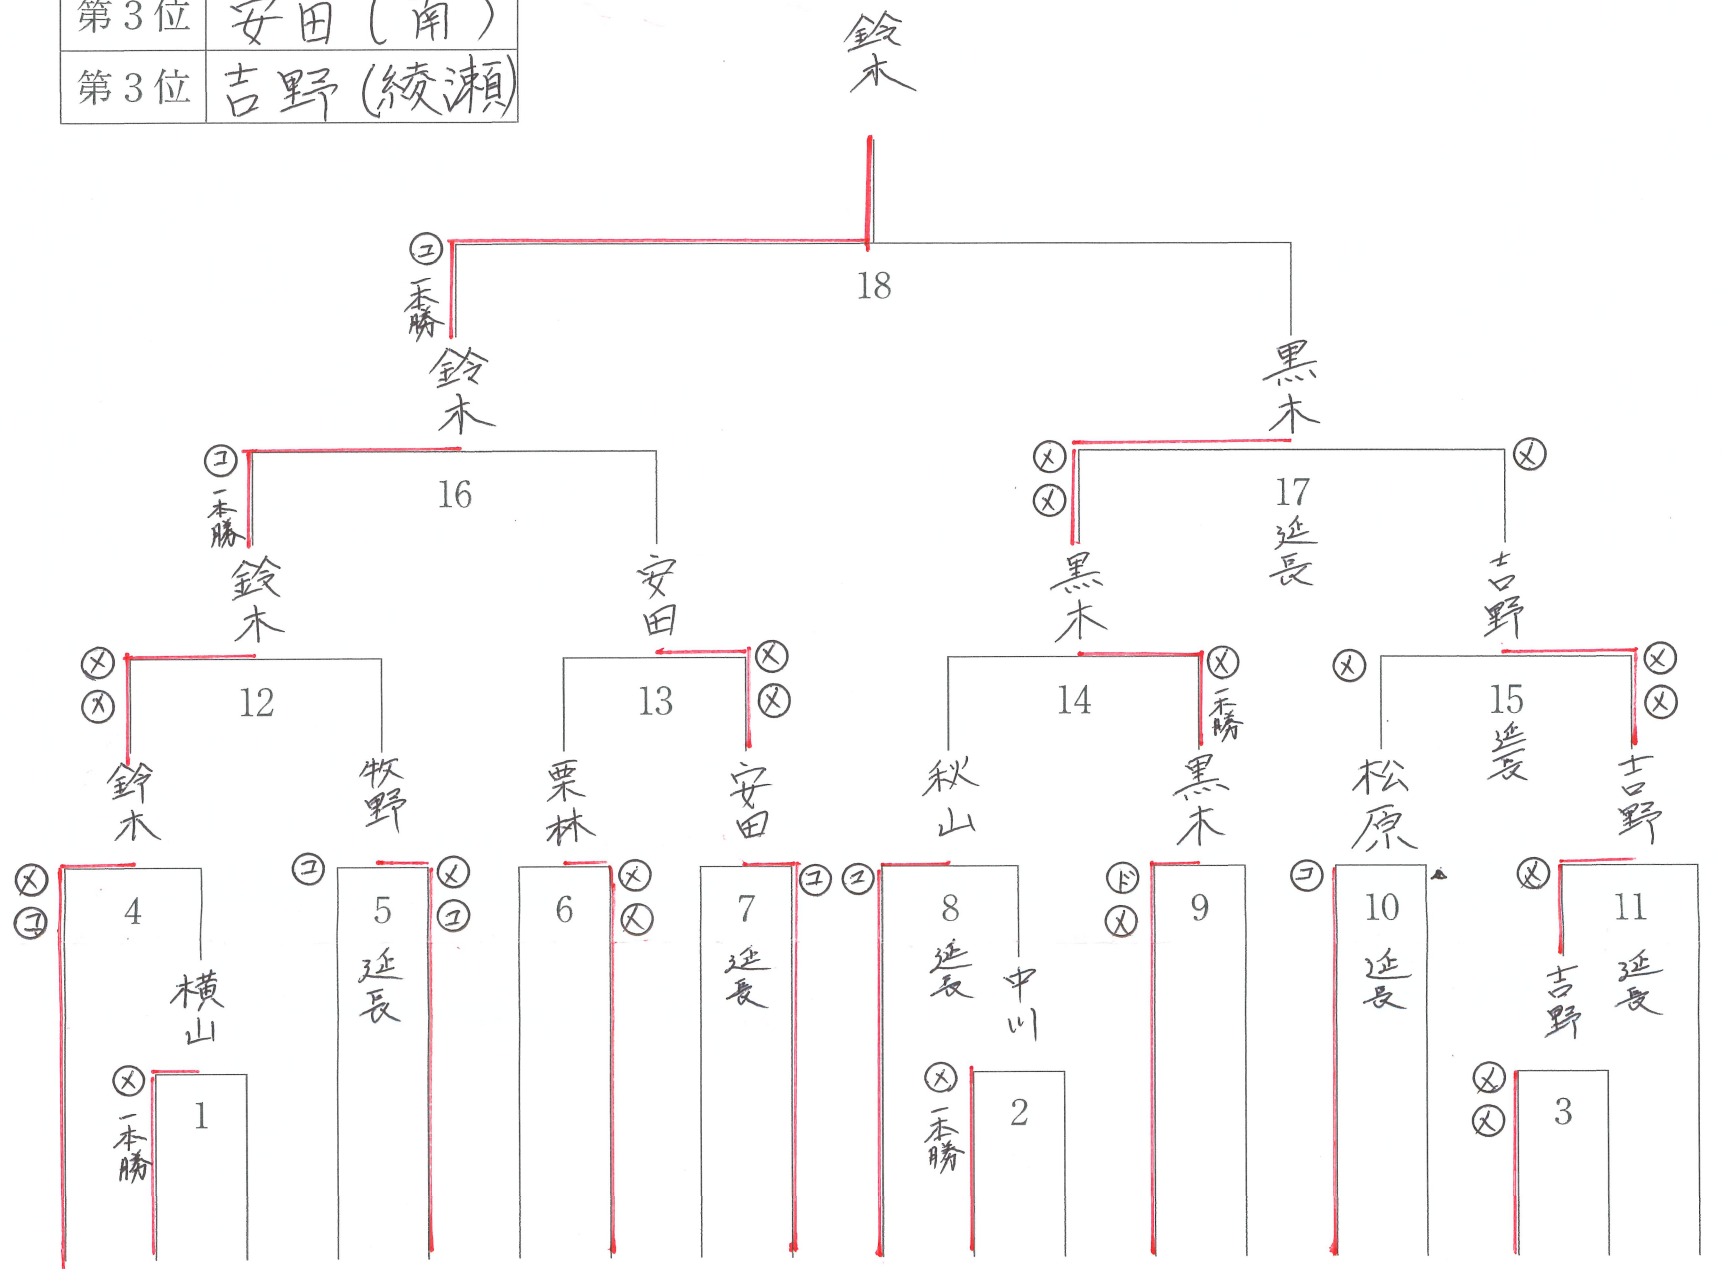 第3位 安田(南)
第3位 吉野(綾瀬)
鈴木
コ 18
一本勝
鈴木 黒木
コ 16 メ 17 メ
一本勝 メ 延長
鈴木 安田 黒木 吉野
メ 12 13 メ 14 メ メ 15 メ
メ メ 一本勝 延長 メ
鈴木 牧野 栗林 安田 秋山 黒木 松原 吉野
メ 4 コ 5 メ 6 メ 7 コ コ 8 ド 9 コ 10 ▲ メ 11
コ コ メ メ
延長 延長 延長 延長 延長
横山 中川 吉野
メ 1 メ 2 メ 3
一本勝 一本勝 メ